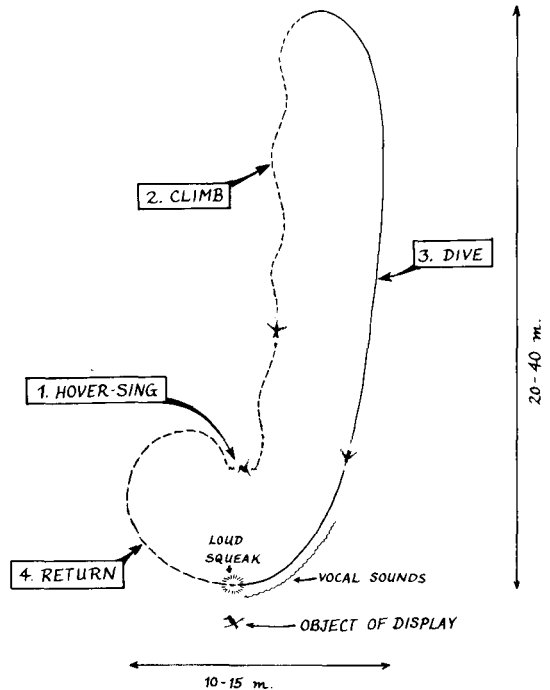 2. CLIMB
3. DIVE
20-40 m.
1. HOVER-SING
LOUD
SQUEAK
4. RETURN
VOCAL SOUNDS
OBJECT OF DISPLAY
10-15 m.